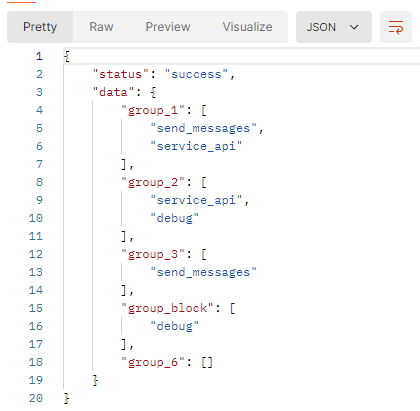 Pretty Raw Preview Visualize JSON
1 {
2 "status": "success",
3 "data": {
4 "group_1": [
5 "send_messages",
6 "service_api"
7 ],
8 "group_2": [
9 "service_api",
10 "debug"
11 ],
12 "group_3": [
13 "send_messages"
14 ],
15 "group_block": [
16 "debug"
17 ],
18 "group_6": []
19 }
20 }